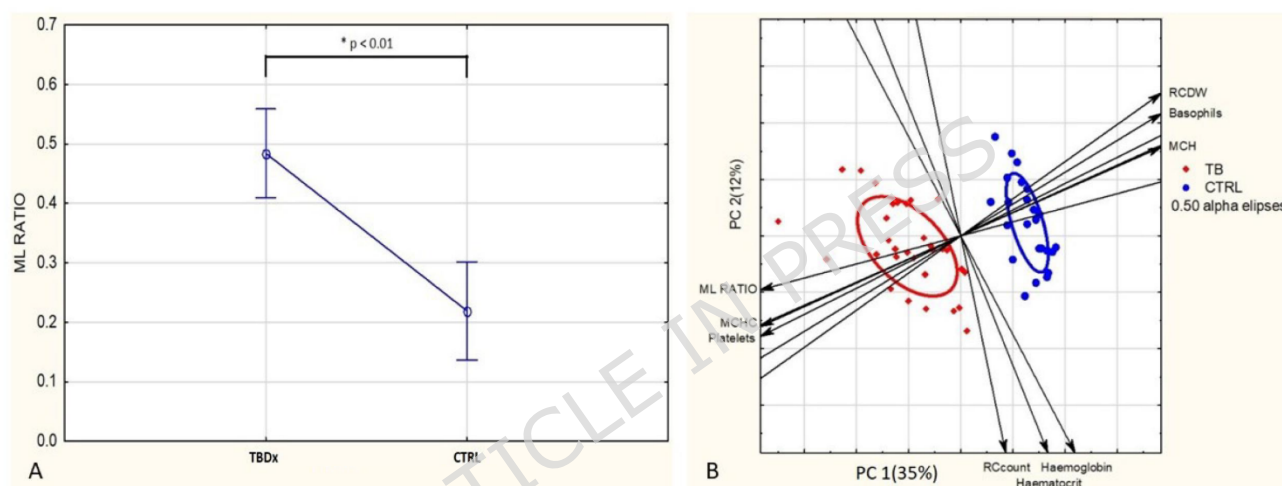 0.7
0.6
0.5
0.4
0.3
0.2
0.1
0.0
ML RATIO
* p < 0.01
TBDx
CTRL
A
PC 2(12%)
RCDW
Basophils
MCH
TB
CTRL
0.50 alpha elipses
ML RATIO
MCHC
Platelets
RCcount
Haemoglobin
Haematocrit
PC 1(35%)
B
ARTICLE IN PRESS